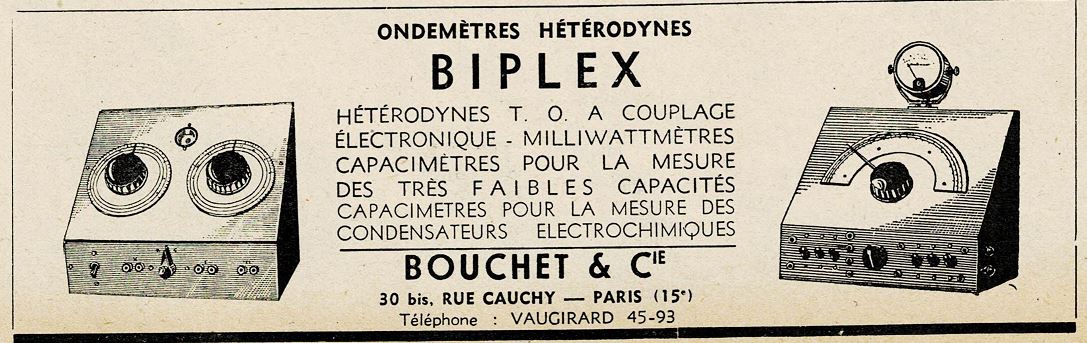 ONDEMÈTRES HÉTÉRODYNES
BIPLEX
HÉTÉRODYNES T. O. A COUPLAGE
ÉLECTRONIQUE - MILLIWATTMÈTRES
CAPACIMÈTRES POUR LA MESURE
DES TRÈS FAIBLES CAPACITÉS
CAPACIMETRES POUR LA MESURE DES
CONDENSATEURS ELECTROCHIMIQUES
BOUCHET & CIE
30 bis, RUE CAUCHY — PARIS (15e)
Téléphone : VAUGIRARD 45-93